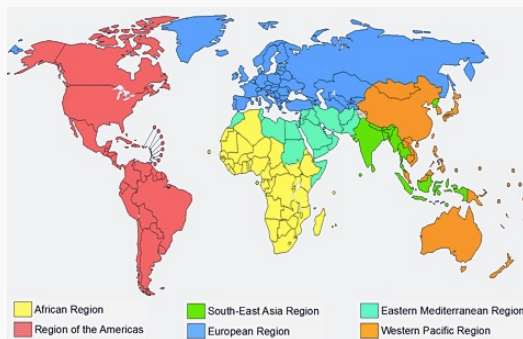 African Region
South-East Asia Region
Eastern Mediterranean Region
Region of the Americas
European Region
Western Pacific Region